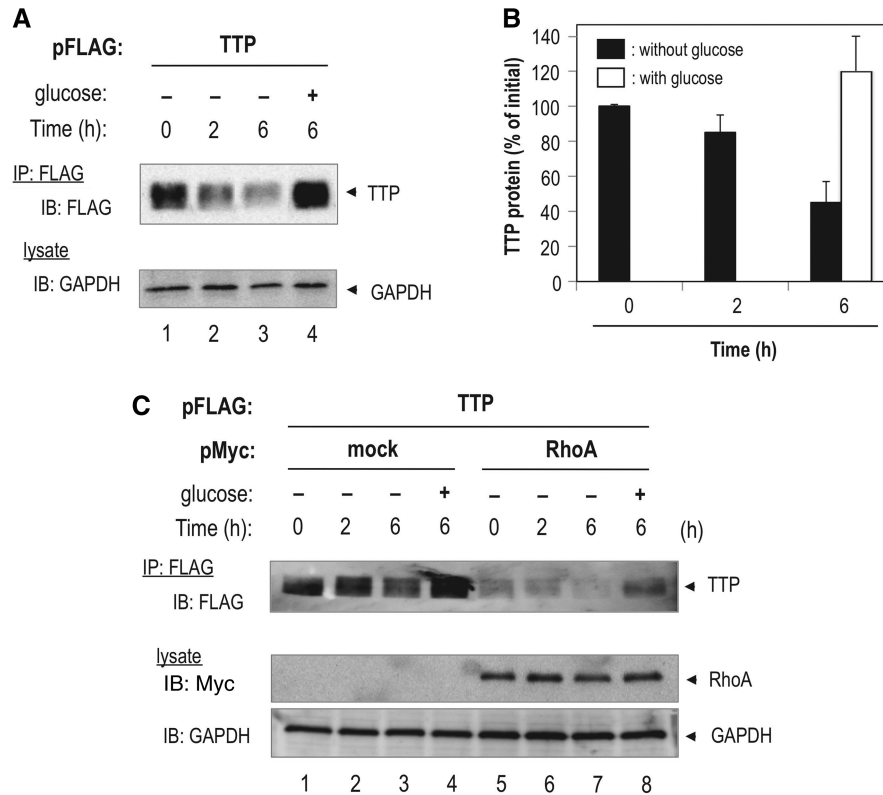 A
pFLAG: TTP
glucose: – – – +
Time (h): 0 2 6 6
IP: FLAG
IB: FLAG
TTP
lysate
IB: GAPDH
GAPDH
1 2 3 4
B
TTP protein (% of initial)
140
120
100
80
60
40
20
0
: without glucose
: with glucose
0 2 6
Time (h)
C
pFLAG: TTP
pMyc: mock RhoA
glucose: – – – + – – – +
Time (h): 0 2 6 6 0 2 6 6 (h)
IP: FLAG
IB: FLAG
TTP
lysate
IB: Myc
RhoA
IB: GAPDH
GAPDH
1 2 3 4 5 6 7 8